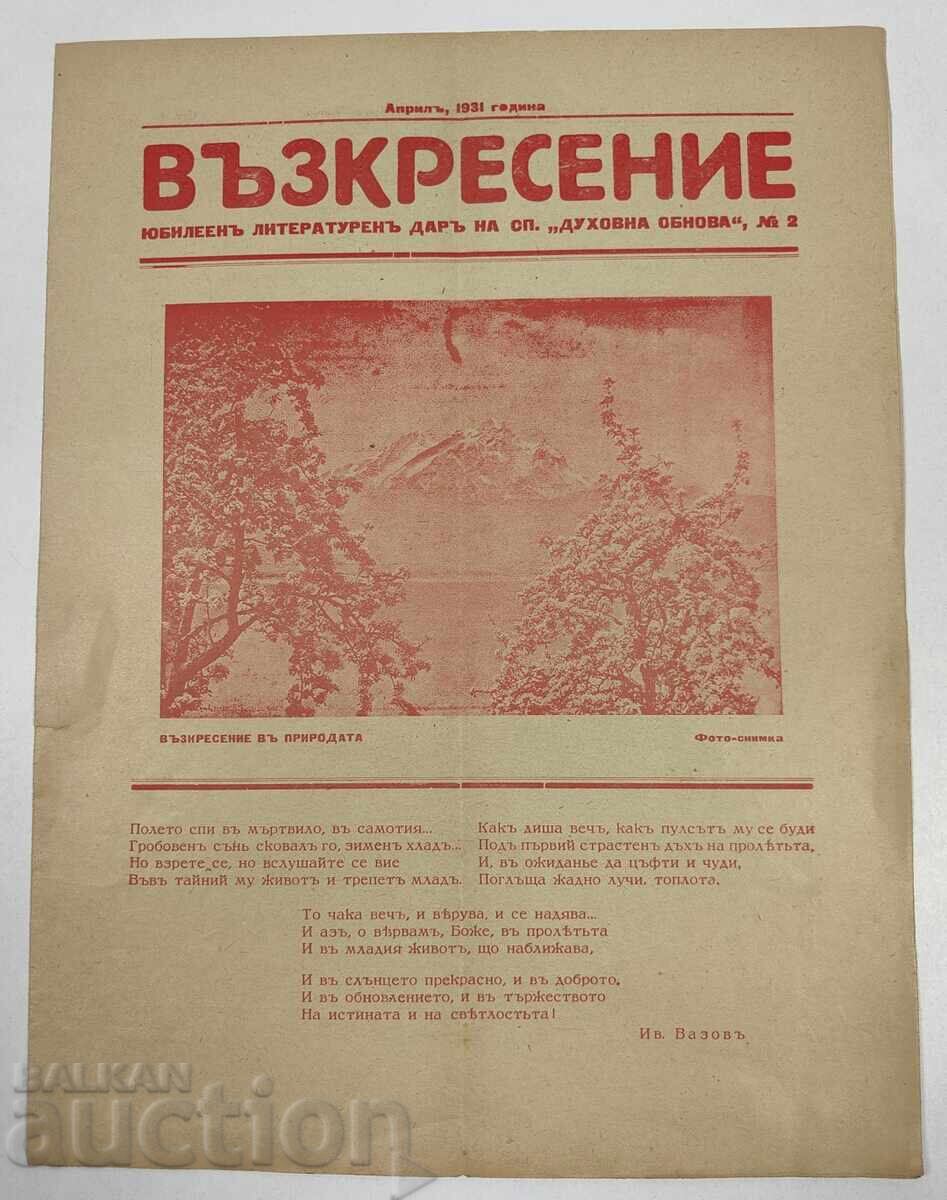 Априлъ, 1931 година
ВЪЗКРЕСЕНИЕ
ЮБИЛЕЕНЪ ЛИТЕРАТУРЕНЪ ДАРЪ НА СП. „ДУХОВНА ОБНОВА“, № 2
ВЪЗКРЕСЕНИЕ ВЪ ПРИРОДАТА
Фото-снимка
Полето спи въ мъртвило, въ самотия...
Гробовенъ сънь сковалъ го, зименъ хладъ...
Но взрете се, но вслушайте се вие
Във тайний му животъ и трепетъ младъ.
Какъ диша вечъ, какъ пулсътъ му се буди
Подъ първий страстенъ дъхъ на пролѣтьта,
И, въ ожиданье да цъфти и чуди,
Поглъща жадно лучи, топлота.
То чака вечъ, и вѣрува, и се надява...
И азъ, о вѣрвамъ, Боже, въ пролѣтьта
И въ младия животъ, що наближава,
И въ слънцето прекрасно, и въ доброто,
И въ обновлението, и въ тържеството
На истината и на свѣтлостьта!
Ив. Вазовъ
BALKAN
auction